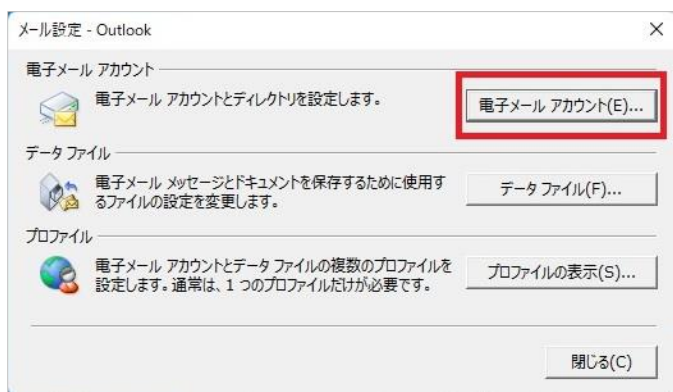 メール設定 - Outlook
電子メール アカウント
電子メール アカウントとディレクトリを設定します。
電子メール アカウント(E)...
データ ファイル
電子メール メッセージとドキュメントを保存するために使用す
るファイルの設定を変更します。
データ ファイル(F)...
プロファイル
電子メール アカウントとデータ ファイルの複数のプロファイルを
設定します。通常は、1 つのプロファイルだけが必要です。
プロファイルの表示(S)...
閉じる(C)